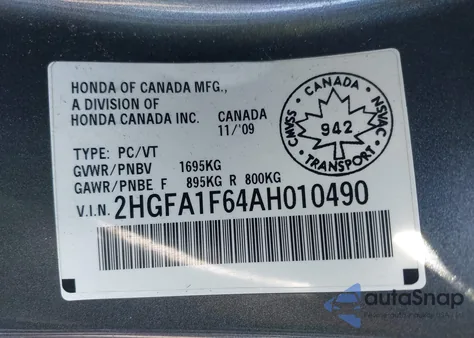 HONDA OF CANADA MFG.,
A DIVISION OF
HONDA CANADA INC. CANADA
11/'09
TYPE: PC/VT
GVWR/PNBV 1695KG
GAWR/PNBE F 895KG R 800KG
V.I.N. 2HGFA1F64AH010490
CANADA
CMVSS NSVAC
942
TRANSPORT
autoSnap